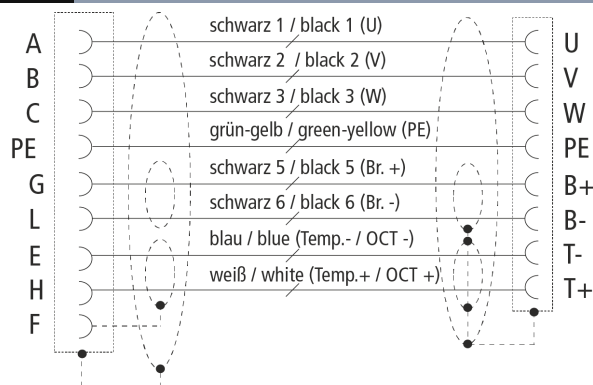 A schwarz 1 / black 1 (U) U
B schwarz 2 / black 2 (V) V
C schwarz 3 / black 3 (W) W
PE grün-gelb / green-yellow (PE) PE
G schwarz 5 / black 5 (Br. +) B+
L schwarz 6 / black 6 (Br. -) B-
E blau / blue (Temp.- / OCT -) T-
H weiß / white (Temp.+ / OCT +) T+
F